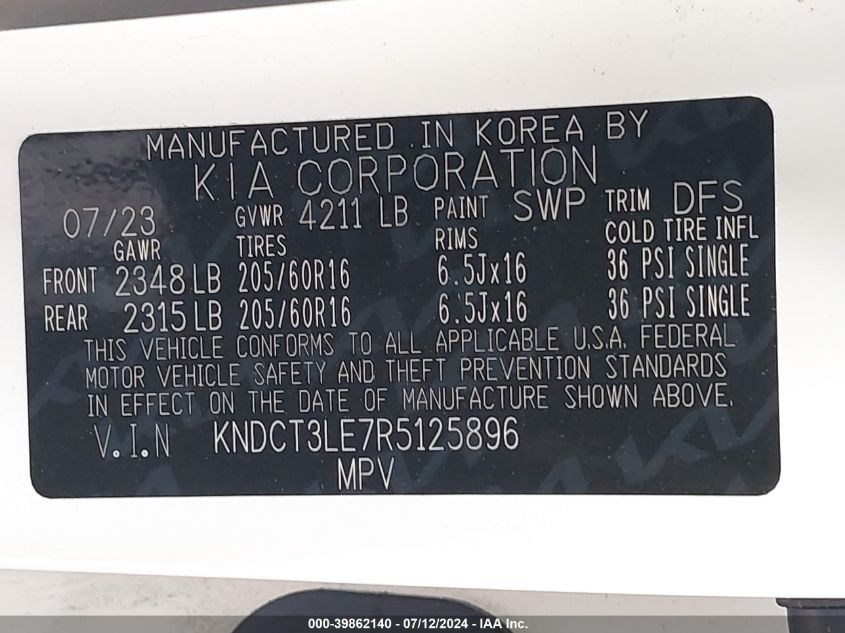 MANUFACTURED IN KOREA BY
KIA CORPORATION
07/23 GVWR 4211 LB PAINT SWP TRIM DFS
GAWR TIRES RIMS COLD TIRE INFL
FRONT 2348 LB 205/60R16 6.5Jx16 36 PSI SINGLE
REAR 2315 LB 205/60R16 6.5Jx16 36 PSI SINGLE
THIS VEHICLE CONFORMS TO ALL APPLICABLE U.S.A. FEDERAL
MOTOR VEHICLE SAFETY AND THEFT PREVENTION STANDARDS
IN EFFECT ON THE DATE OF MANUFACTURE SHOWN ABOVE.
V.I.N KNDCT3LE7R5125896
MPV
000-39862140 - 07/12/2024 - IAA Inc.